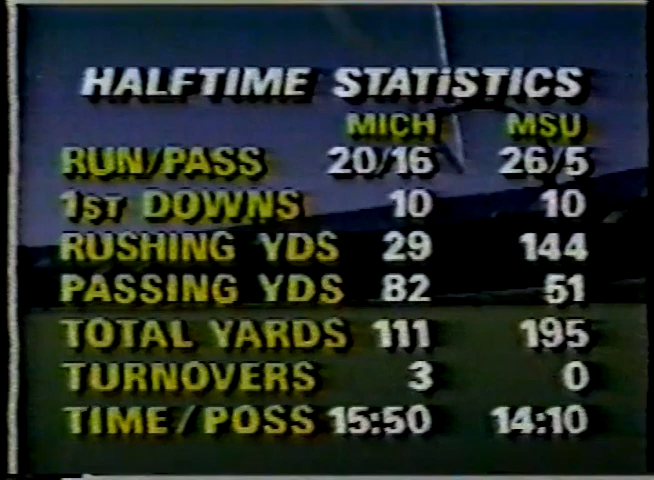 HALFTIME STATISTICS
MICH MSU
RUN/PASS 20/16 26/5
1ST DOWNS 10 10
RUSHING YDS 29 144
PASSING YDS 82 51
TOTAL YARDS 111 195
TURNOVERS 3 0
TIME/POSS 15:50 14:10